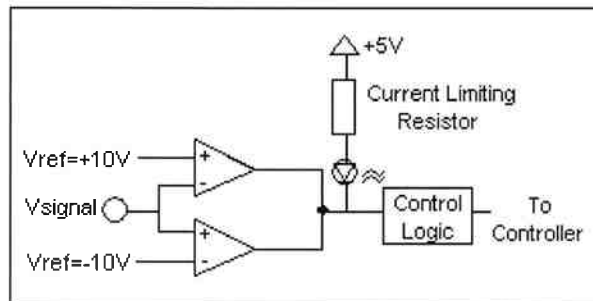 +5V
Current Limiting
Resistor
Vref=+10V
+
-
Vsignal
+
-
Vref=-10V
Control
Logic
To
Controller